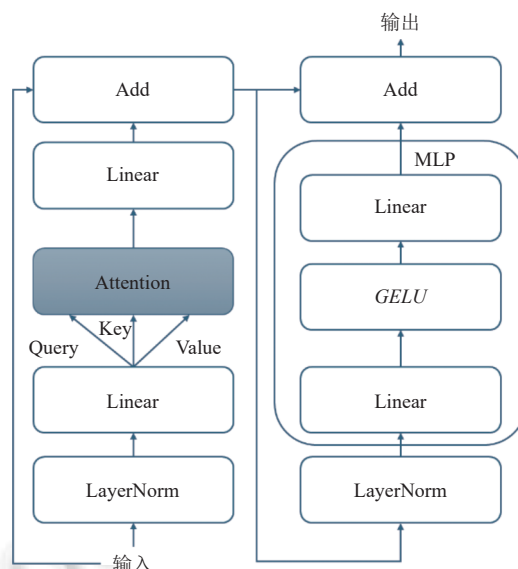 输出
Add
Add
MLP
Linear
Linear
Attention
GELU
Key
Query
Value
Linear
Linear
LayerNorm
LayerNorm
输入